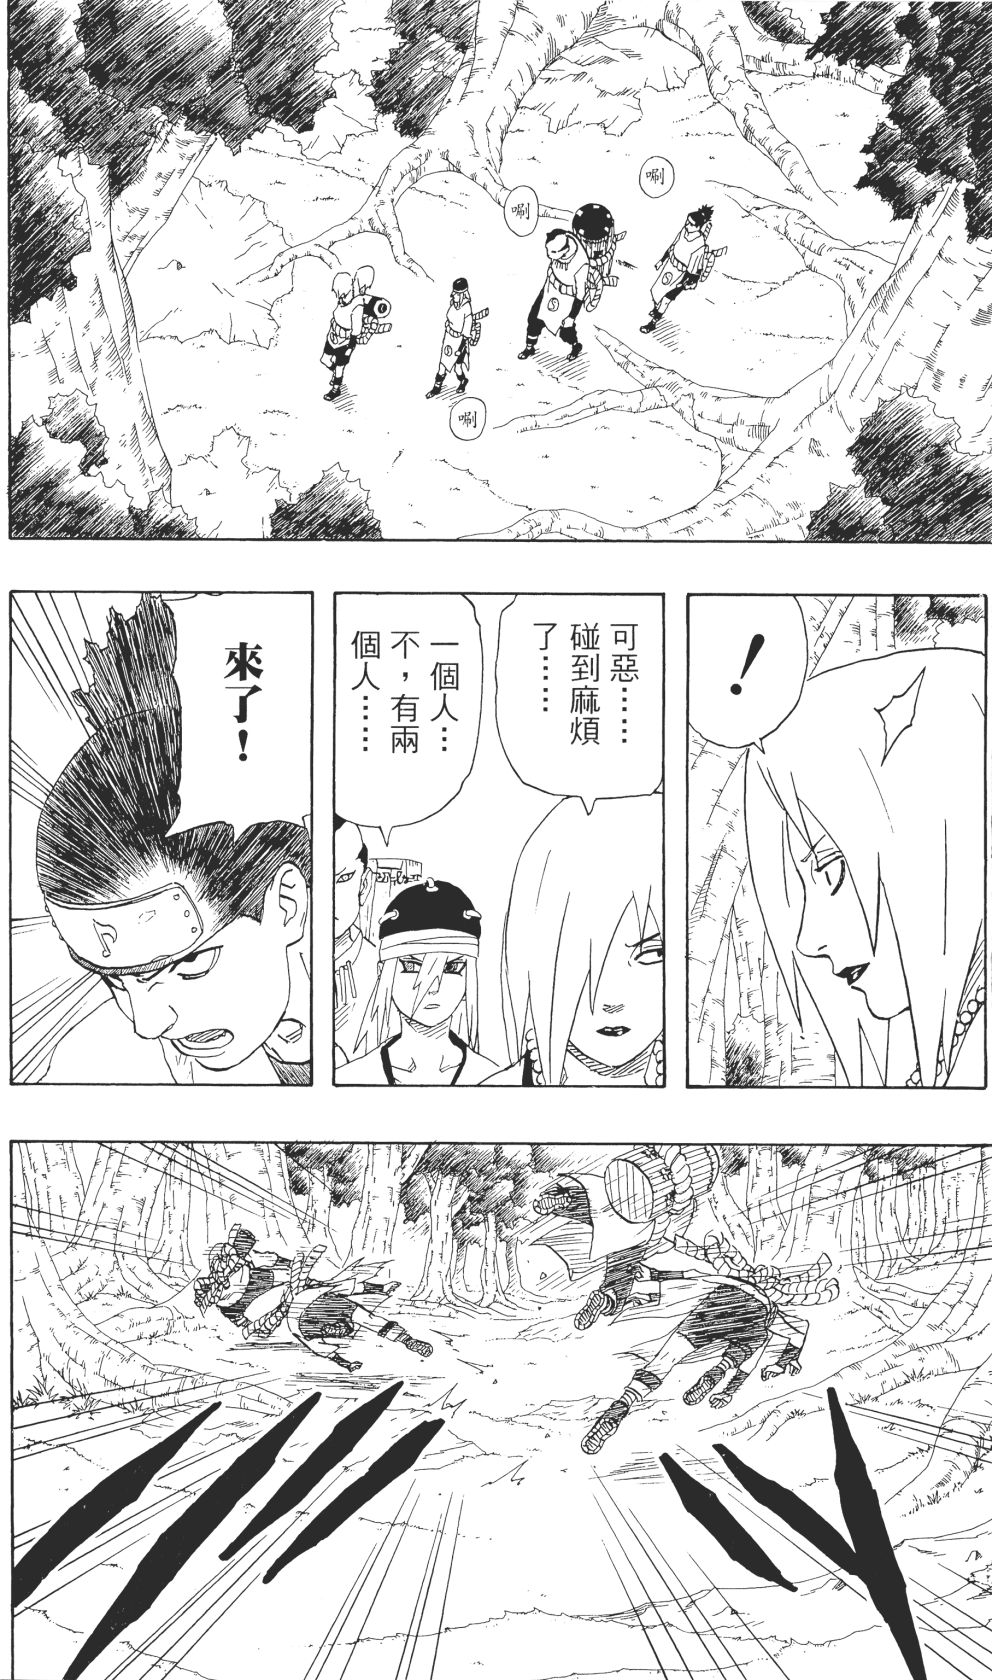 唰
唰
唰
！
可惡……
碰到麻煩
了……
一個人…
不，有兩
個人……
來了！